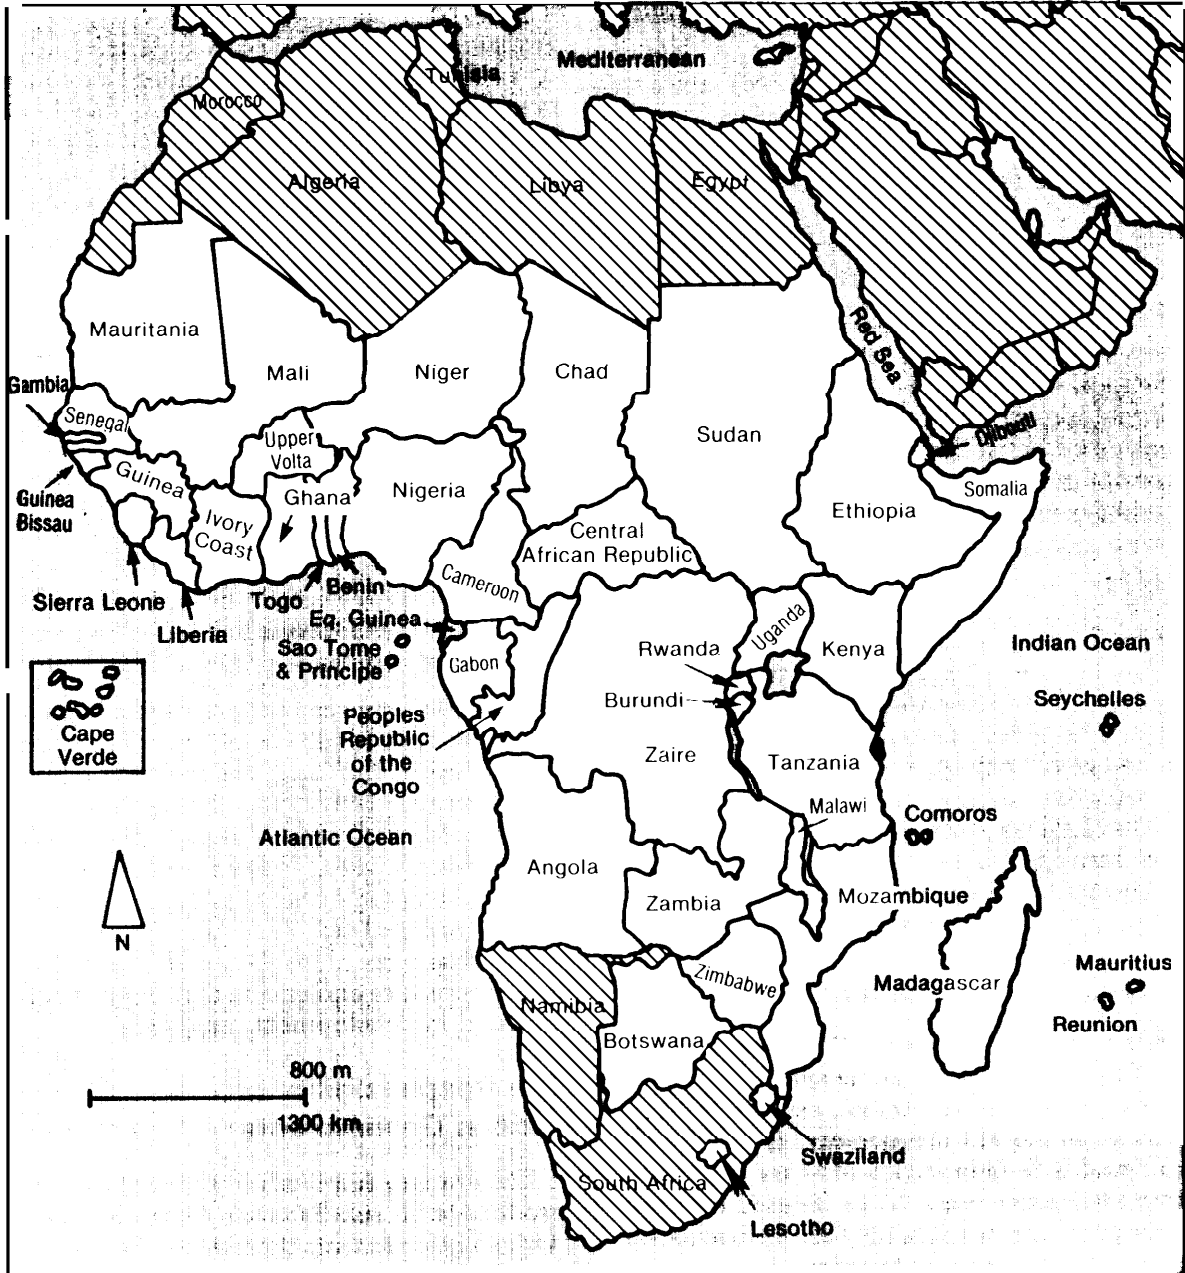 Mediterranean
Tunisia
Morocco
Algeria
Libya
Egypt
Red Sea
Mauritania
Mali
Niger
Chad
Sudan
Gambia
Senegal
Upper
Volta
Djibouti
Guinea
Ghana
Nigeria
Somalia
Guinea
Bissau
Ivory
Coast
Ethiopia
Central
African Republic
Cameroon
Sierra Leone
Togo
Benin
Liberia
Eq. Guinea
Uganda
Sao Tome
& Principe
Gabon
Rwanda
Kenya
Indian Ocean
Burundi
Seychelles
Peoples
Republic
of the
Congo
Cape
Verde
Zaire
Tanzania
Malawi
Comoros
Atlantic Ocean
Angola
Zambia
Mozambique
N
Zimbabwe
Madagascar
Mauritius
Namibia
Reunion
Botswana
800 m
1300 km
Swaziland
South Africa
Lesotho